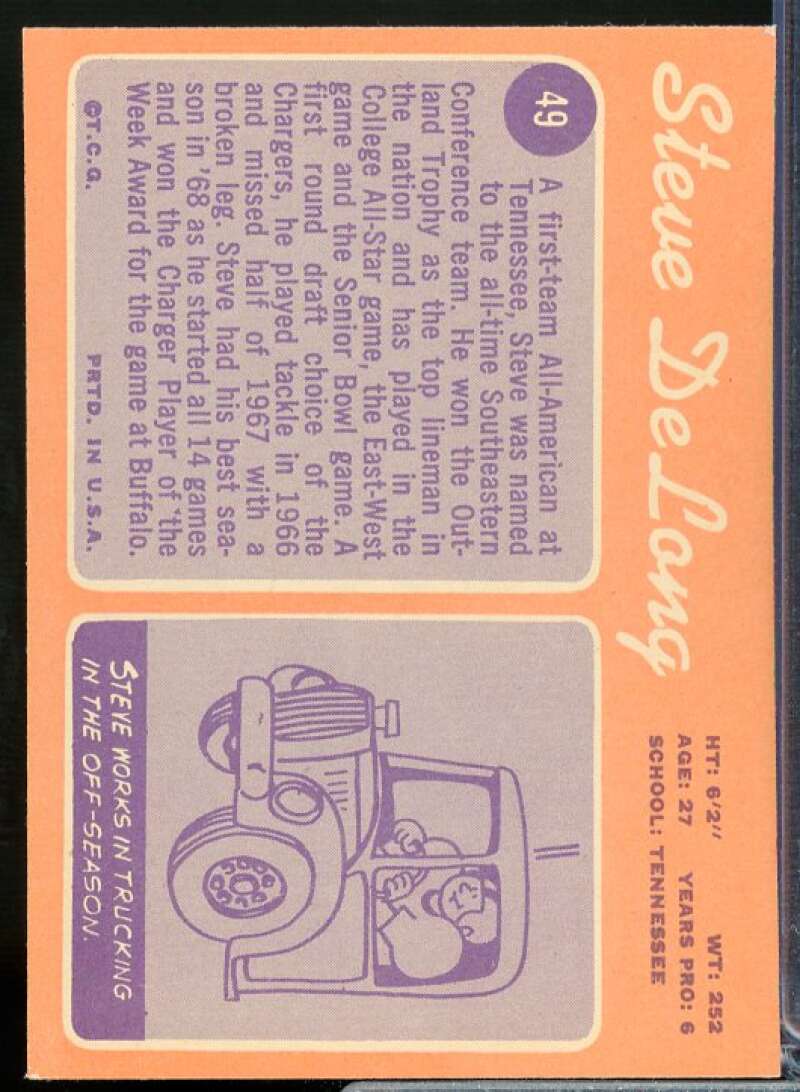 Steve DeLong
HT: 6'2" WT: 252
AGE: 27 YEARS PRO: 6
SCHOOL: TENNESSEE
49
A first-team All-American at
Tennessee, Steve was named
to the all-time Southeastern
Conference team. He won the Out-
land Trophy as the top lineman in
the nation and has played in the
College All-Star game, the East-West
game and the Senior Bowl game. A
first round draft choice of the
Chargers, he played tackle in 1966
and missed half of 1967 with a
broken leg. Steve had his best sea-
son in '68 as he started all 14 games
and won the Charger Player of the
Week Award for the game at Buffalo.
©T.C.G. PRTD. IN U.S.A.
STEVE WORKS IN TRUCKING
IN THE OFF-SEASON.